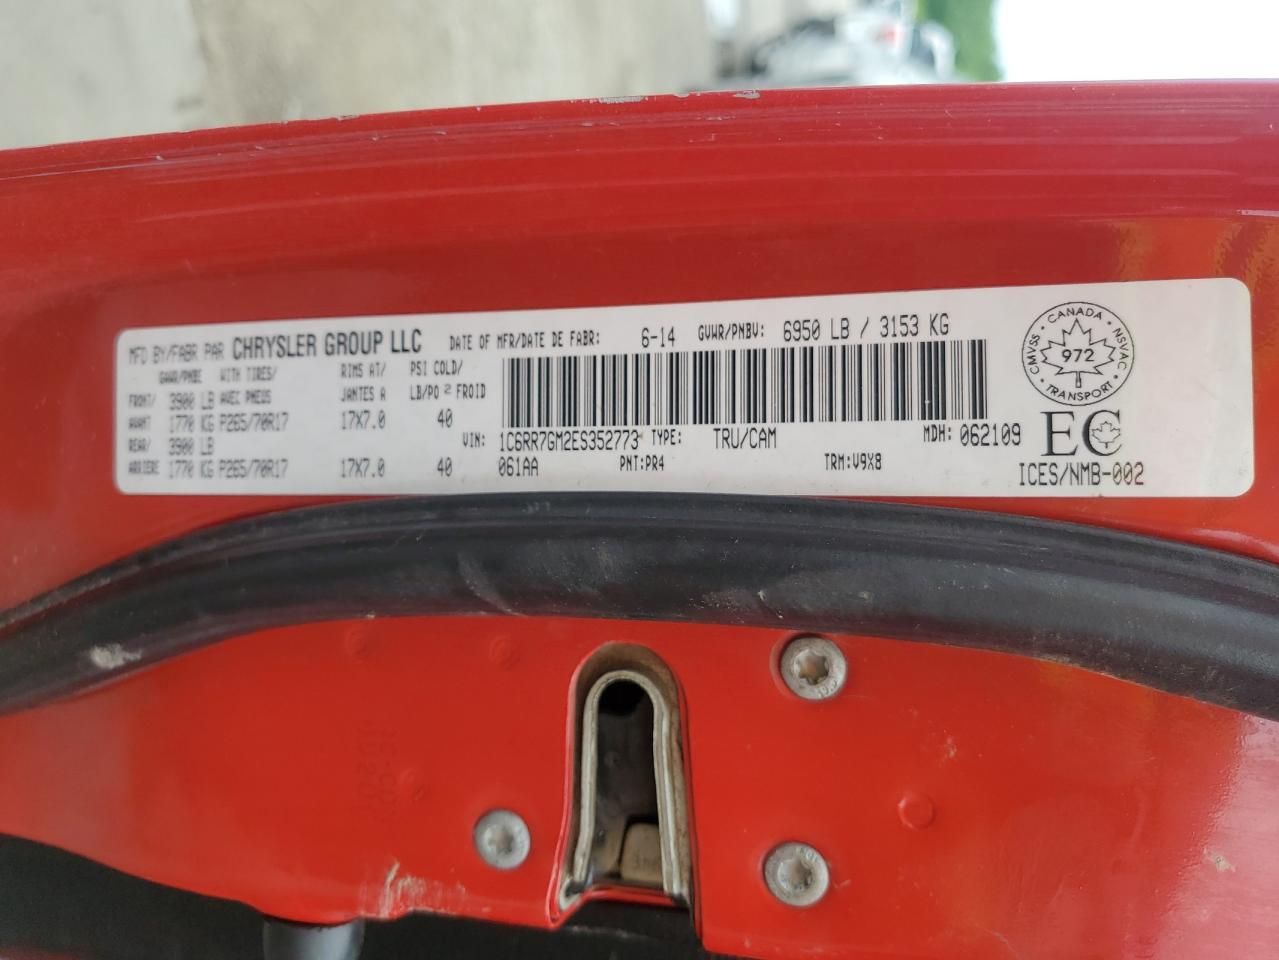 MFD BY/FABR PAR CHRYSLER GROUP LLC DATE OF MFR/DATE DE FABR: 6-14 GVWR/PNBV: 6950 LB / 3153 KG
GAWR/PNBE WITH TIRES/ RIMS AT/ PSI COLD/
AVEC PNEUS JANTES A LB/PO² FROID
FRONT/ 3900 LB
AVANT 1770 KG P265/70R17 17X7.0 40
REAR/ 3900 LB
ARRIERE 1770 KG P265/70R17 17X7.0 40
VIN: 1C6RR7GM2ES352773 TYPE: TRU/CAM MDH: 062109
061AA PNT:PR4 TRM:V9X8
CANADA
CMVSS NSVAC
972
TRANSPORT
EC
ICES/NMB-002